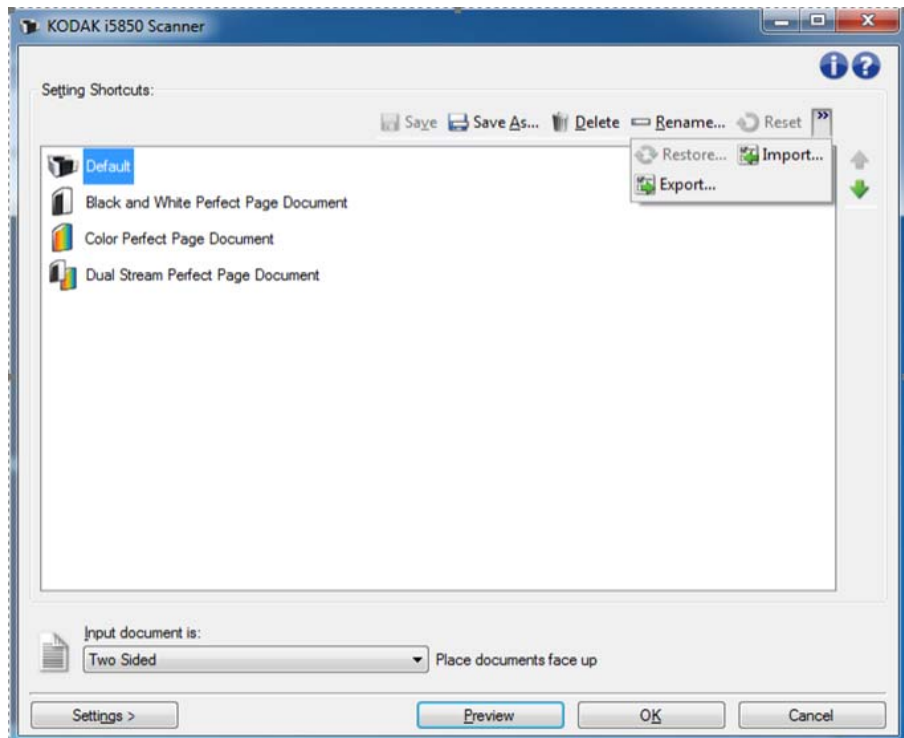 KODAK i5850 Scanner
Setting Shortcuts:
Save Save As... Delete Rename... Reset »
Restore... Import...
Export...
Default
Black and White Perfect Page Document
Color Perfect Page Document
Dual Stream Perfect Page Document
Input document is:
Two Sided Place documents face up
Settings > Preview OK Cancel